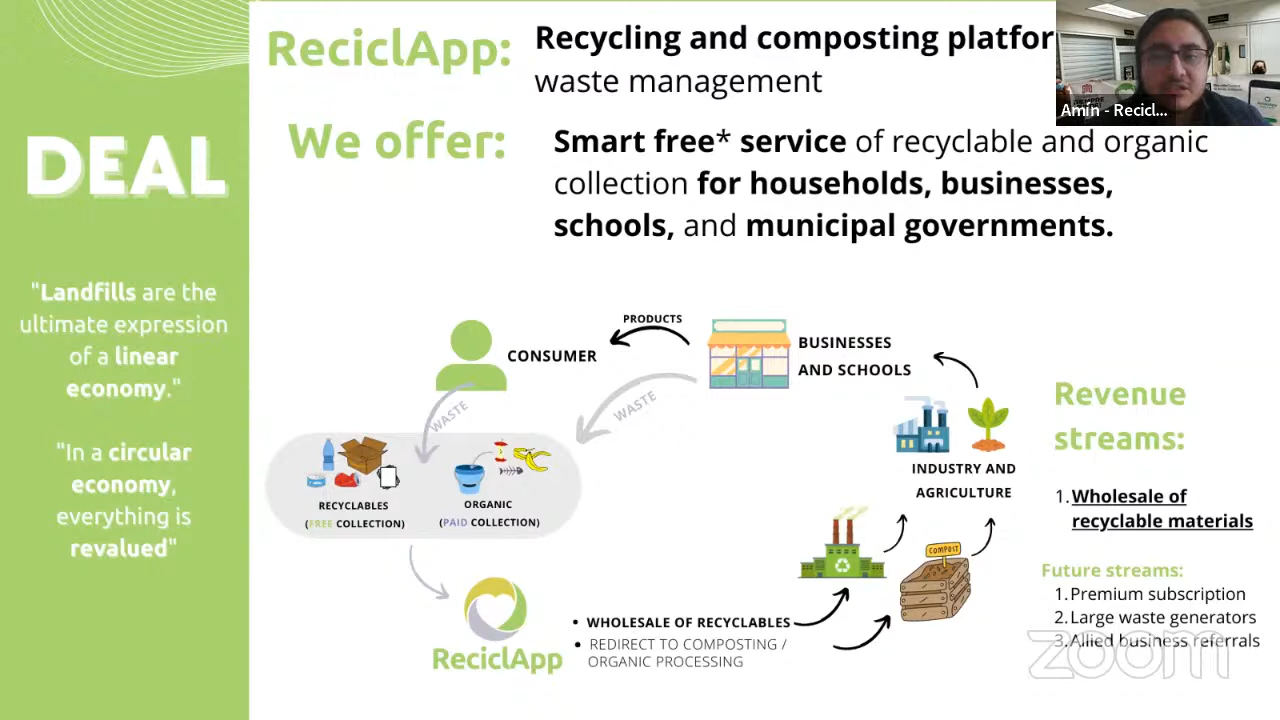 DEAL
"Landfills are the
ultimate expression
of a linear
economy."
"In a circular
economy,
everything is
revalued"
ReciclApp:
Recycling and composting platfor
waste management
We offer:
Smart free* service of recyclable and organic
collection for households, businesses,
schools, and municipal governments.
Amin - Recicl...
PRODUCTS
CONSUMER
BUSINESSES
AND SCHOOLS
WASTE
WASTE
RECYCLABLES
(FREE COLLECTION)
ORGANIC
(PAID COLLECTION)
INDUSTRY AND
AGRICULTURE
COMPOST
ReciclApp
• WHOLESALE OF RECYCLABLES
• REDIRECT TO COMPOSTING /
ORGANIC PROCESSING
Revenue
streams:
1. Wholesale of
recyclable materials
Future streams:
1. Premium subscription
2. Large waste generators
3. Allied business referrals
zoom